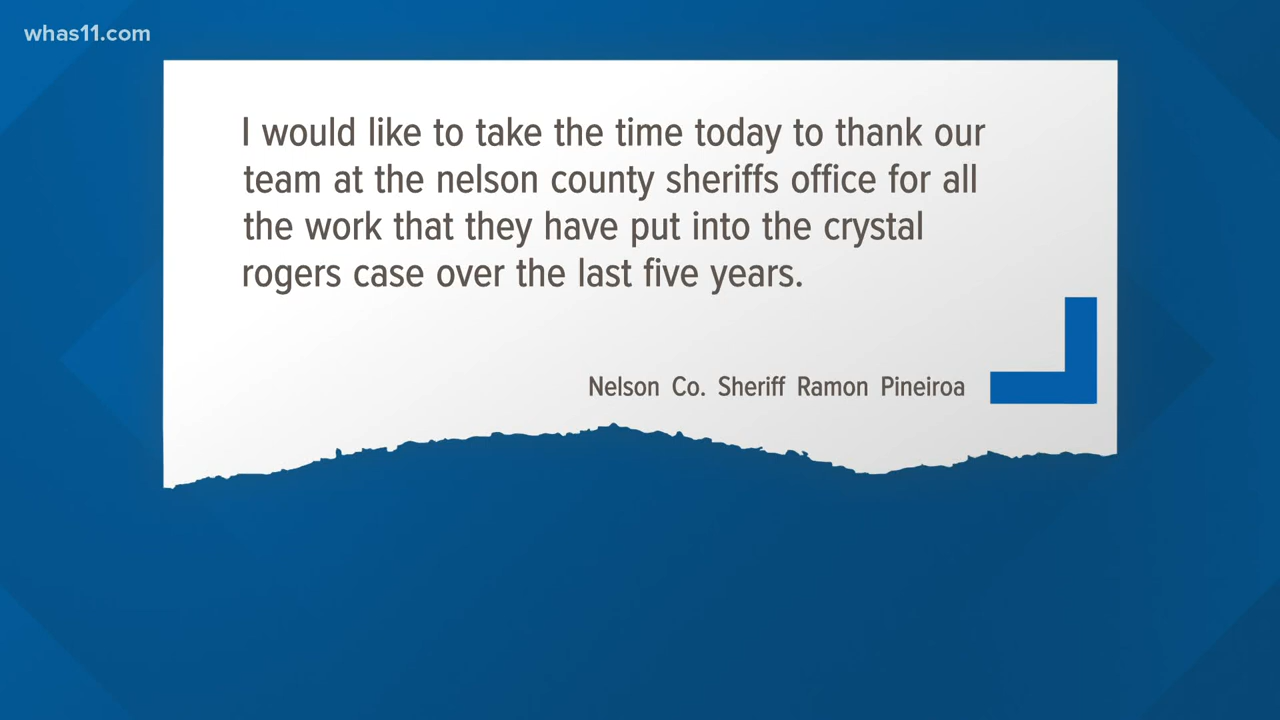 whas11.com
I would like to take the time today to thank our
team at the nelson county sheriffs office for all
the work that they have put into the crystal
rogers case over the last five years.
Nelson Co. Sheriff Ramon Pineiroa